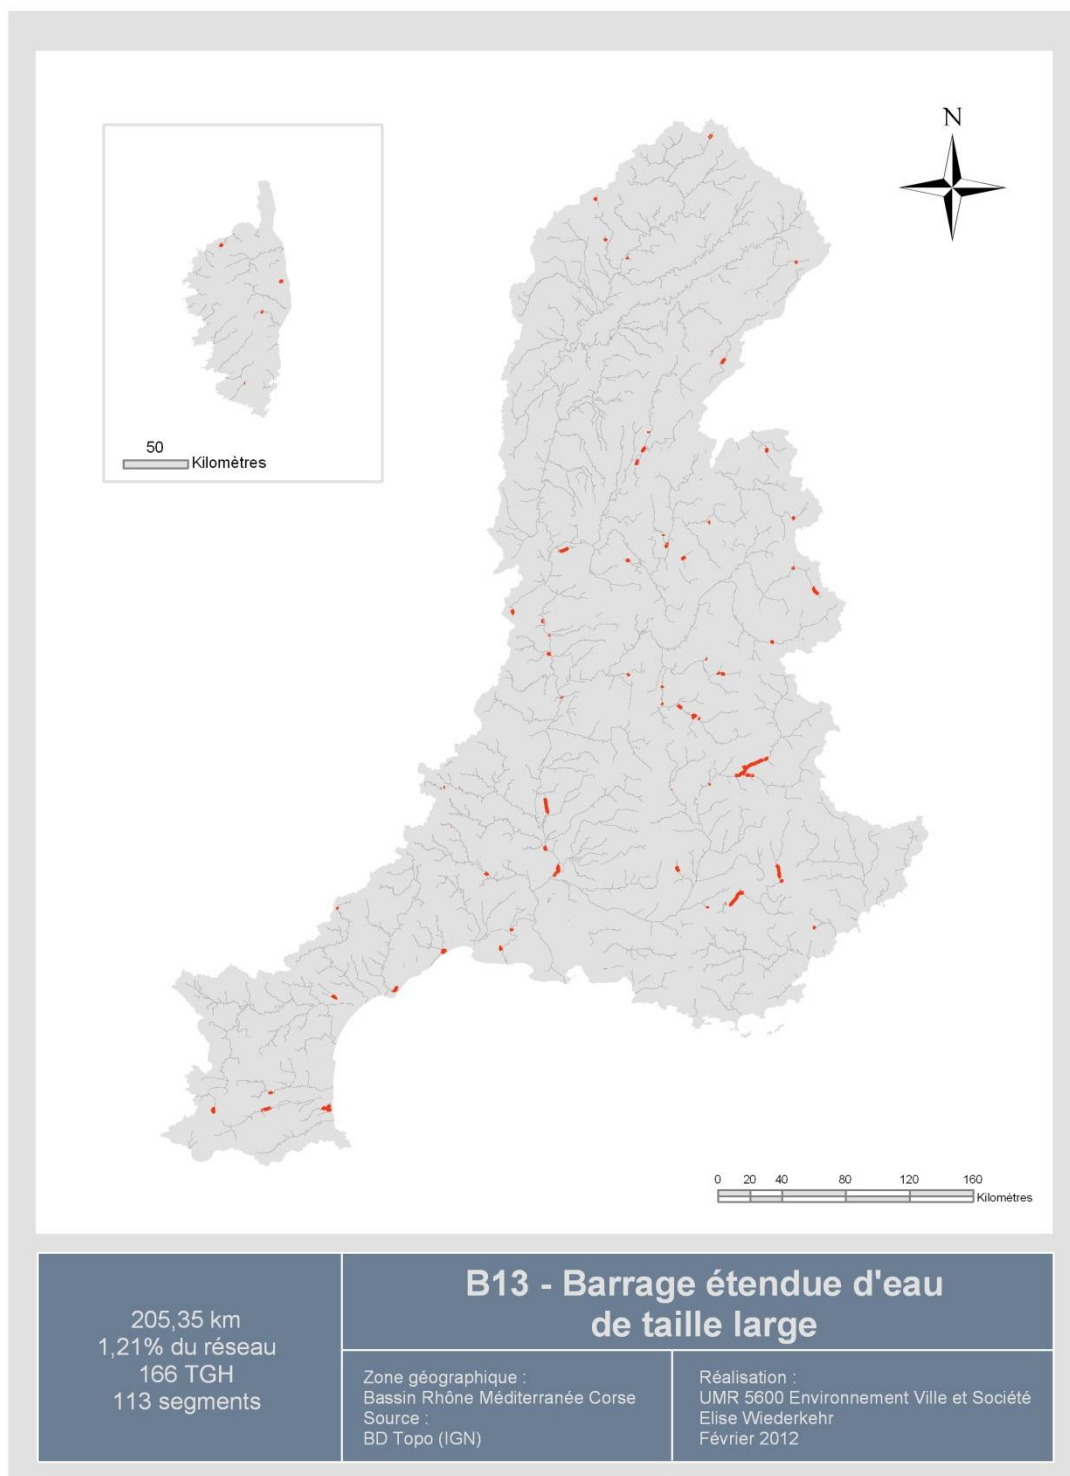 N
50
Kilomètres
0 20 40 80 120 160
Kilomètres
205,35 km
1,21% du réseau
166 TGH
113 segments
B13 - Barrage étendue d'eau
de taille large
Zone géographique :
Bassin Rhône Méditerranée Corse
Source :
BD Topo (IGN)
Réalisation :
UMR 5600 Environnement Ville et Société
Elise Wiederkehr
Février 2012